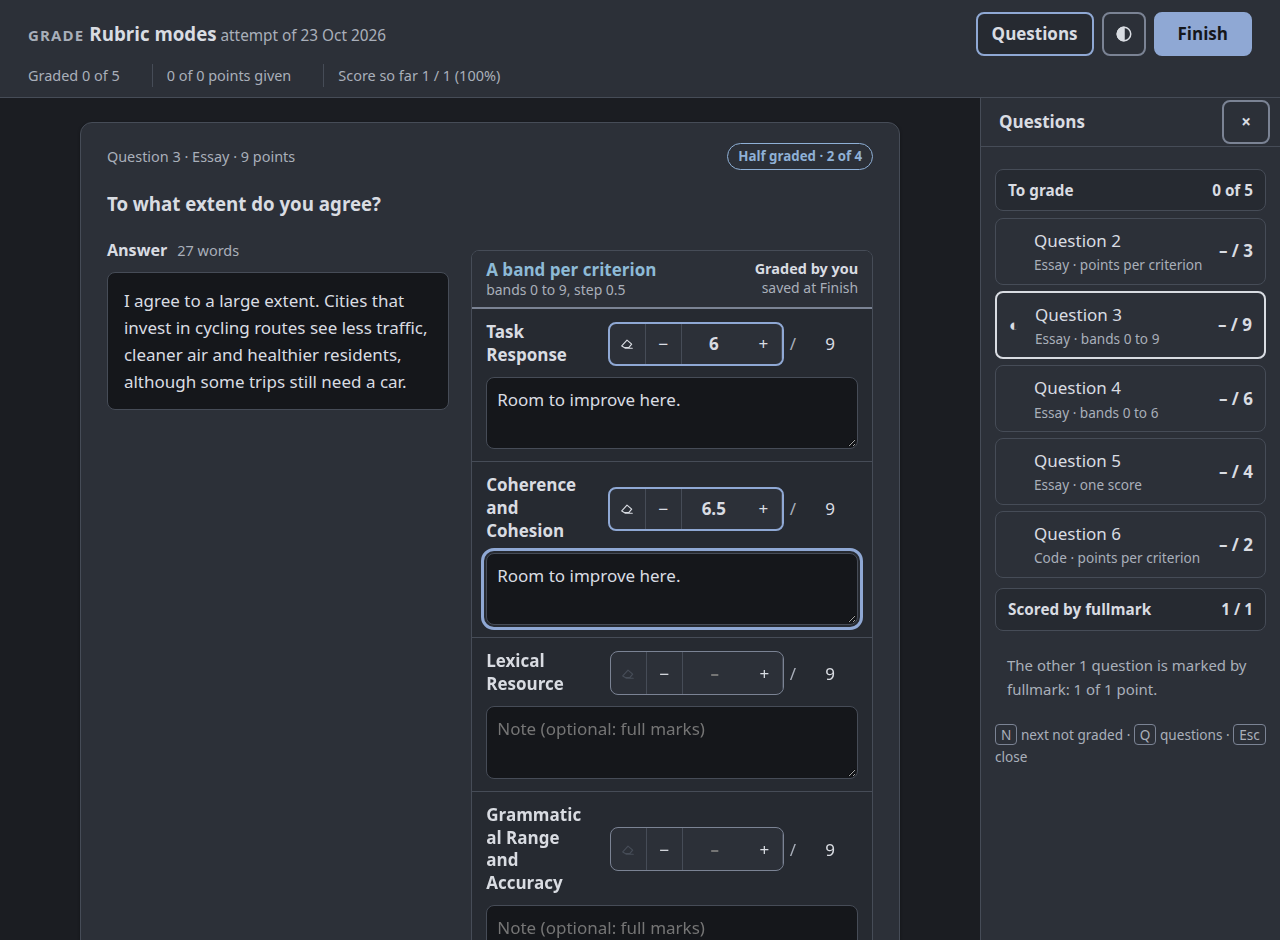 GRADE Rubric modes attempt of 23 Oct 2026
Questions
Finish
Graded 0 of 5
0 of 0 points given
Score so far 1 / 1 (100%)
Question 3 · Essay · 9 points
Half graded · 2 of 4
To what extent do you agree?
Answer 27 words
I agree to a large extent. Cities that
invest in cycling routes see less traffic,
cleaner air and healthier residents,
although some trips still need a car.
A band per criterion
bands 0 to 9, step 0.5
Graded by you
saved at Finish
Task
Response
− 6 + / 9
Room to improve here.
Coherence
and
Cohesion
− 6.5 + / 9
Room to improve here.
Lexical
Resource
− – + / 9
Note (optional: full marks)
Grammatic
al Range
and
Accuracy
− – + / 9
Note (optional: full marks)
Questions
×
To grade 0 of 5
Question 2
Essay · points per criterion
– / 3
Question 3
Essay · bands 0 to 9
– / 9
Question 4
Essay · bands 0 to 6
– / 6
Question 5
Essay · one score
– / 4
Question 6
Code · points per criterion
– / 2
Scored by fullmark 1 / 1
The other 1 question is marked by
fullmark: 1 of 1 point.
N next not graded · Q questions · Esc
close